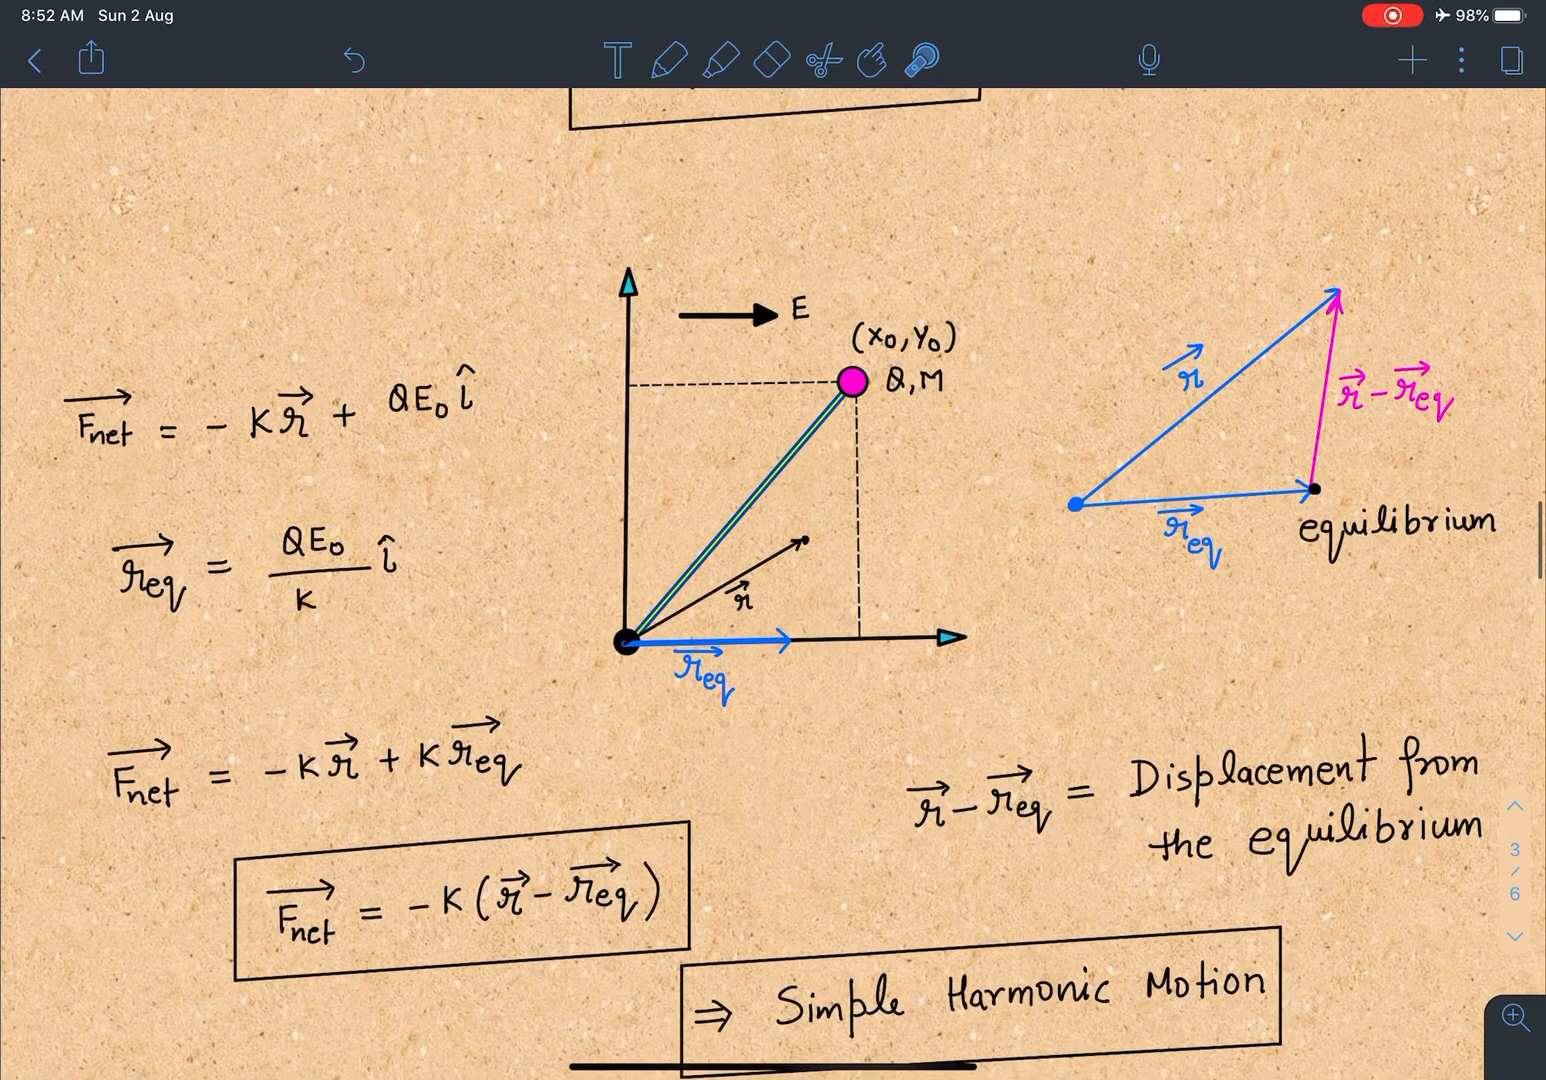 8:52 AM Sun 2 Aug
98%
T
E
(x₀, y₀)
Q, M
F⃗net = - K r⃗ + QE₀ î
r⃗
r⃗ - r⃗eq
r⃗eq = QE₀/K î
r⃗eq
equilibrium
r⃗
r⃗eq
F⃗net = - K r⃗ + K r⃗eq
r⃗ - r⃗eq = Displacement from
the equilibrium
F⃗net = - K (r⃗ - r⃗eq)
⇒ Simple Harmonic Motion
3
/
6